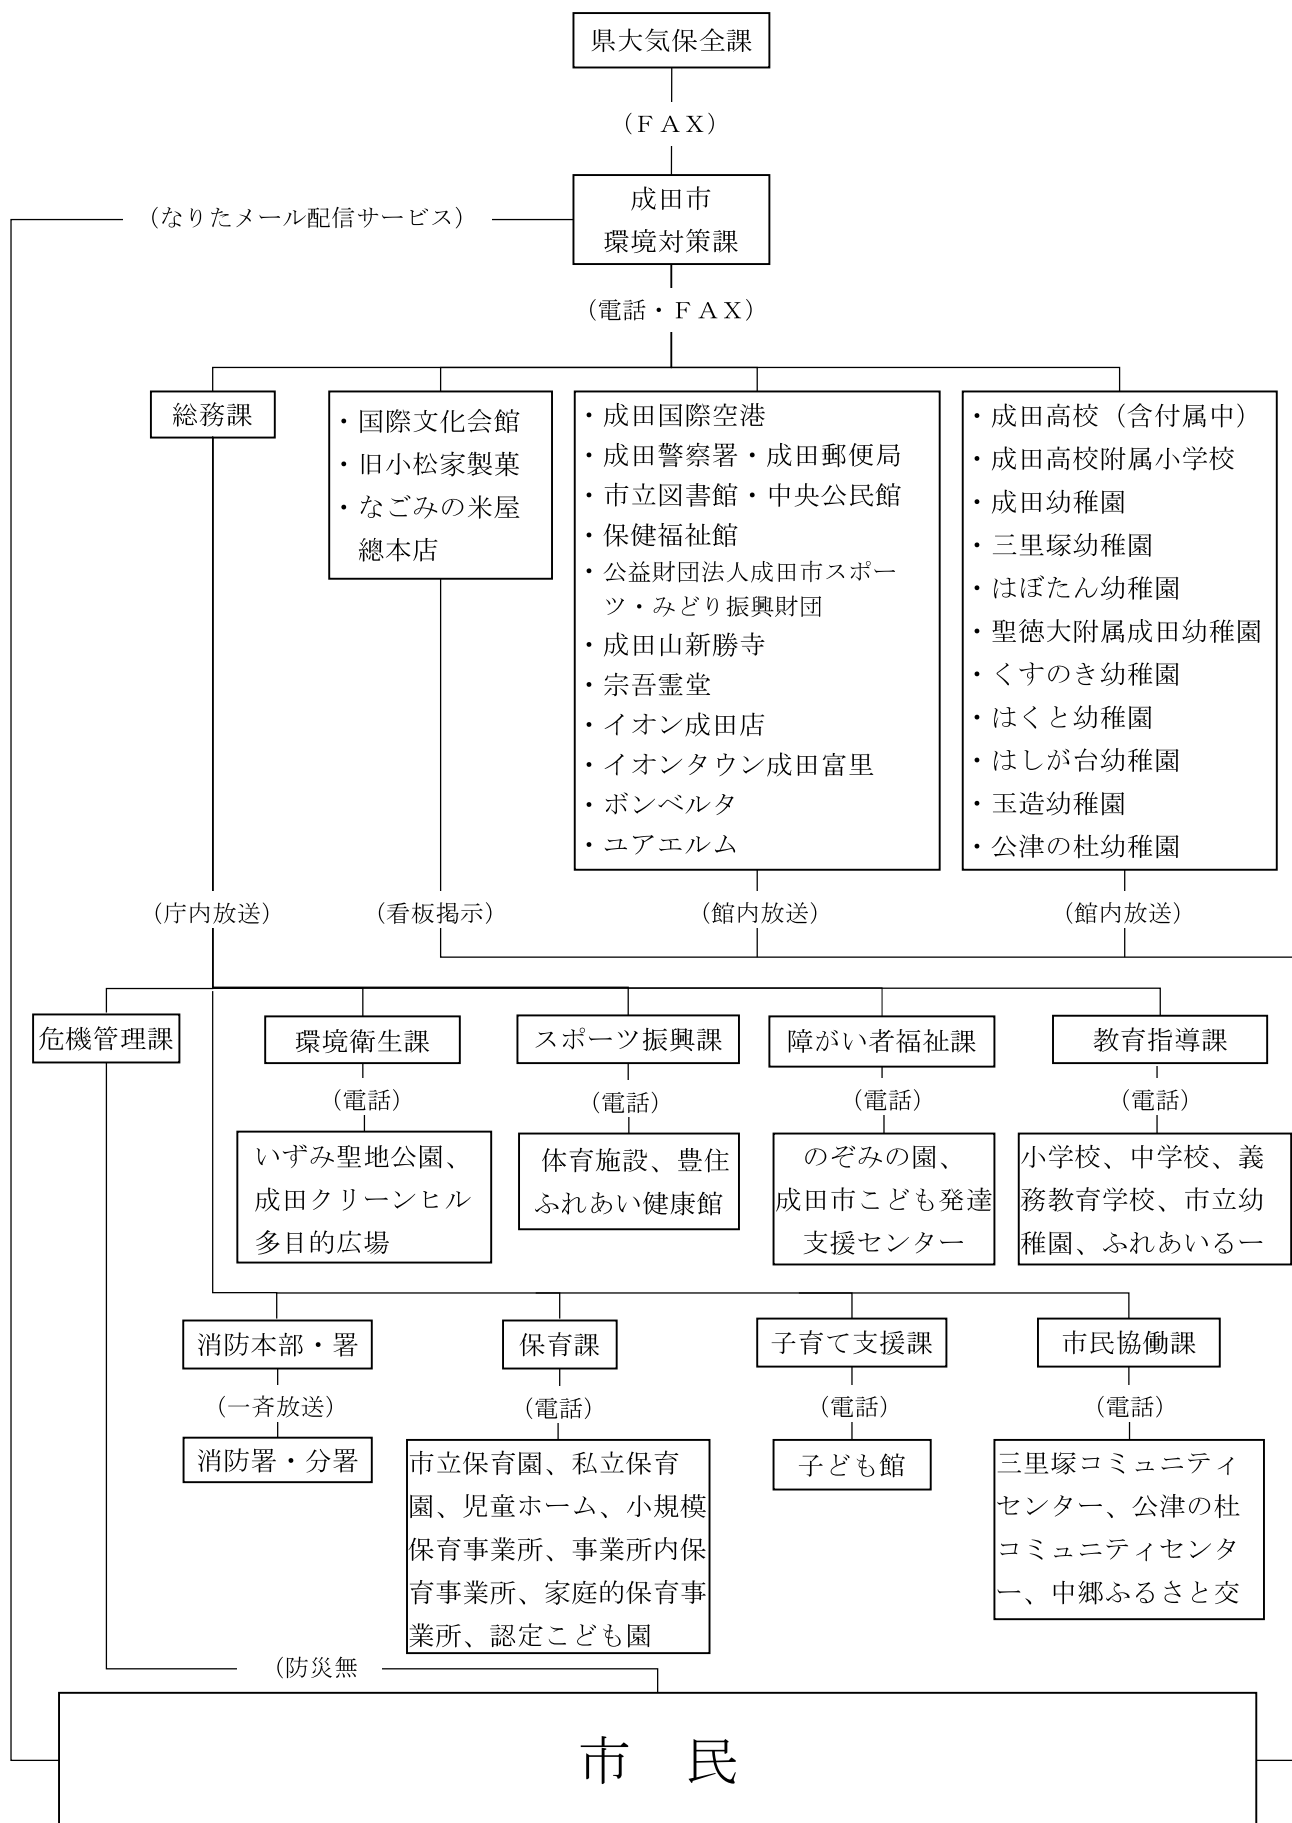 県大気保全課
（ＦＡＸ）
成田市
環境対策課
（なりたメール配信サービス）
（電話・ＦＡＸ）
総務課
・国際文化会館
・旧小松家製菓
・なごみの米屋
總本店
・成田国際空港
・成田警察署・成田郵便局
・市立図書館・中央公民館
・保健福祉館
・公益財団法人成田市スポー
ツ・みどり振興財団
・成田山新勝寺
・宗吾霊堂
・イオン成田店
・イオンタウン成田富里
・ボンベルタ
・ユアエルム
・成田高校（含付属中）
・成田高校附属小学校
・成田幼稚園
・三里塚幼稚園
・はぼたん幼稚園
・聖徳大附属成田幼稚園
・くすのき幼稚園
・はくと幼稚園
・はしが台幼稚園
・玉造幼稚園
・公津の杜幼稚園
（庁内放送）
（看板掲示）
（館内放送）
（館内放送）
危機管理課
環境衛生課
スポーツ振興課
障がい者福祉課
教育指導課
（電話）
（電話）
（電話）
（電話）
いずみ聖地公園、
成田クリーンヒル
多目的広場
体育施設、豊住
ふれあい健康館
のぞみの園、
成田市こども発達
支援センター
小学校、中学校、義
務教育学校、市立幼
稚園、ふれあいるー
消防本部・署
保育課
子育て支援課
市民協働課
（一斉放送）
（電話）
（電話）
（電話）
消防署・分署
市立保育園、私立保育
園、児童ホーム、小規模
保育事業所、事業所内保
育事業所、家庭的保育事
業所、認定こども園
子ども館
三里塚コミュニティ
センター、公津の杜
コミュニティセンタ
ー、中郷ふるさと交
（防災無
市　民